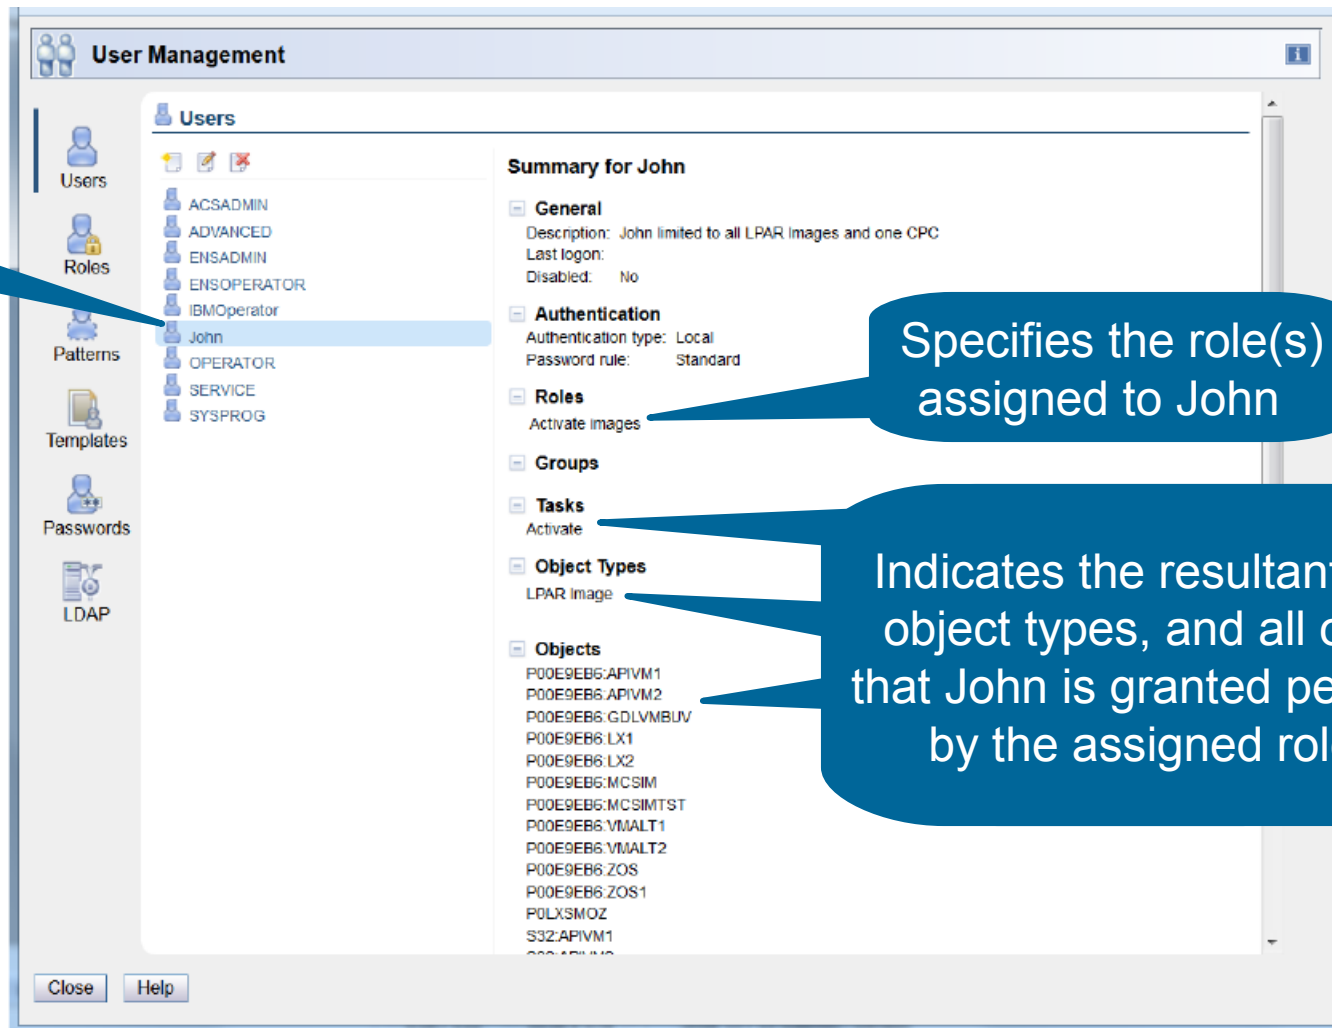 User Management
Users
Roles
Patterns
Templates
Passwords
LDAP
Users
ACSADMIN
ADVANCED
ENSADMIN
ENSOPERATOR
IBMOperator
John
OPERATOR
SERVICE
SYSPROG
Summary for John
General
Description: John limited to all LPAR Images and one CPC
Last logon:
Disabled: No
Authentication
Authentication type: Local
Password rule: Standard
Roles
Activate images
Groups
Tasks
Activate
Object Types
LPAR Image
Objects
P00E9EB6:APIVM1
P00E9EB6:APIVM2
P00E9EB6:GDLVMBUV
P00E9EB6:LX1
P00E9EB6:LX2
P00E9EB6:MCSIM
P00E9EB6:MCSIMTST
P00E9EB6:VMALT1
P00E9EB6:VMALT2
P00E9EB6:ZOS
P00E9EB6:ZOS1
P0LXSMOZ
S32:APIVM1
Specifies the role(s)
assigned to John
Indicates the resultant
object types, and all
that John is granted
by the assigned
Close
Help